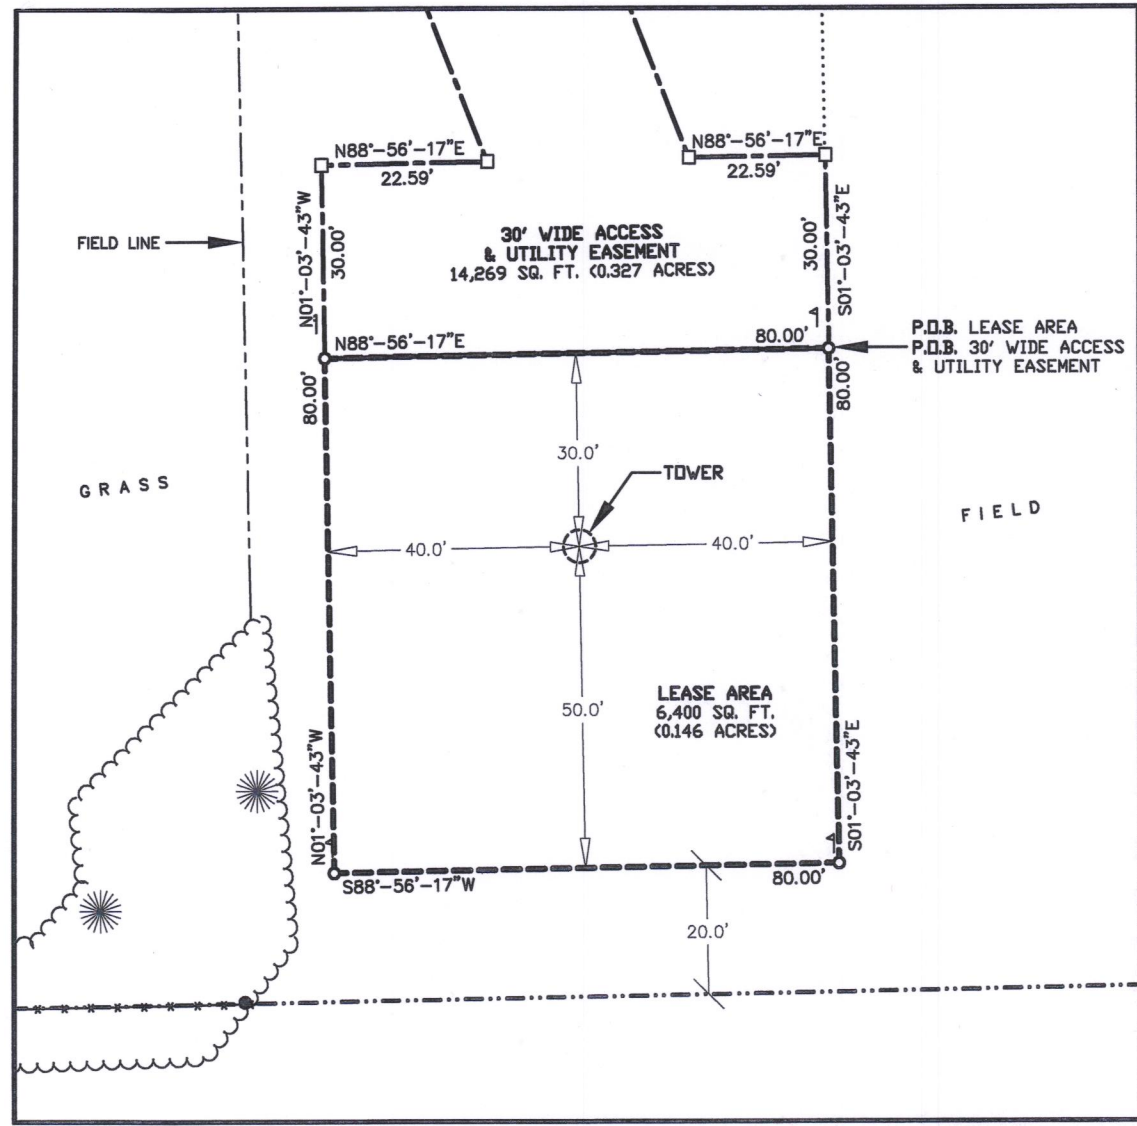 N88°-56'-17"E
22.59'
N88°-56'-17"E
22.59'
N01°-03'-43"W
30.00'
30' WIDE ACCESS
& UTILITY EASEMENT
14,269 SQ. FT. (0.327 ACRES)
30.00'
S01°-03'-43"E
FIELD LINE
N88°-56'-17"E
80.00'
P.O.B. LEASE AREA
P.O.B. 30' WIDE ACCESS
& UTILITY EASEMENT
80.00'
80.00'
30.0'
TOWER
GRASS
FIELD
40.0'
40.0'
LEASE AREA
6,400 SQ. FT.
(0.146 ACRES)
50.0'
N01°-03'-43"W
S01°-03'-43"E
S88°-56'-17"W
80.00'
20.0'